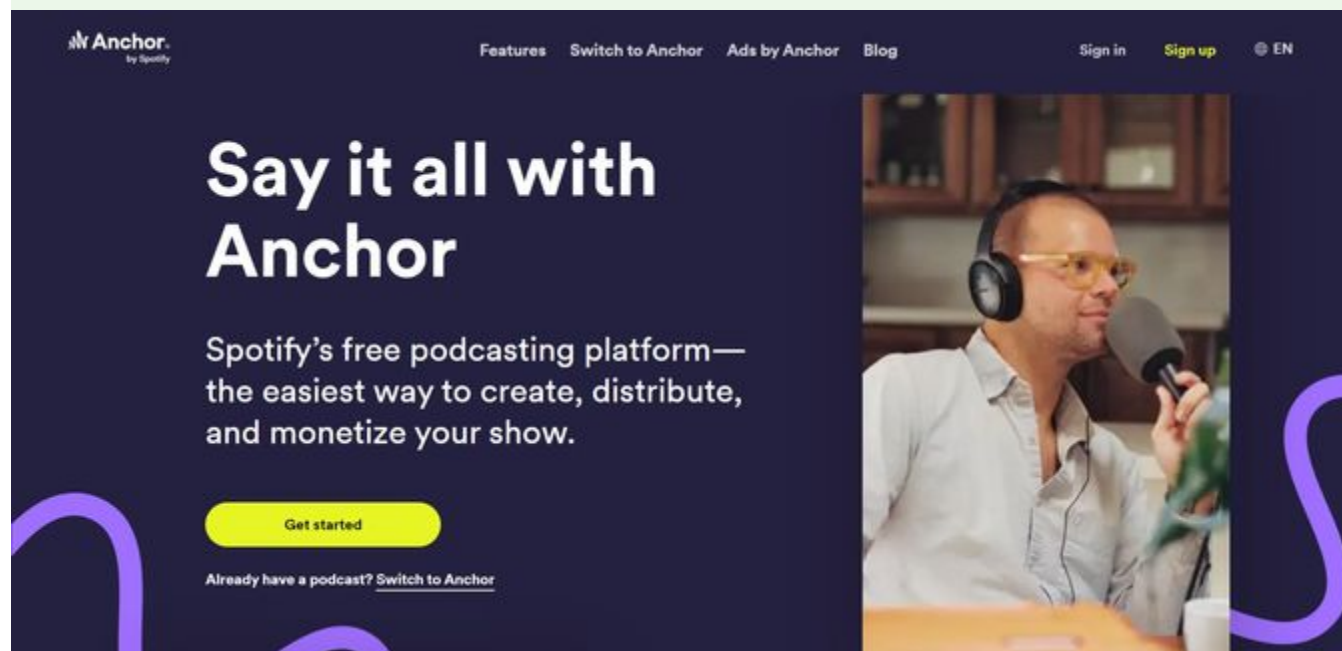 Anchor
by Spotify
Features Switch to Anchor Ads by Anchor Blog Sign in Sign up EN
Say it all with
Anchor
Spotify’s free podcasting platform—
the easiest way to create, distribute,
and monetize your show.
Get started
Already have a podcast? Switch to Anchor